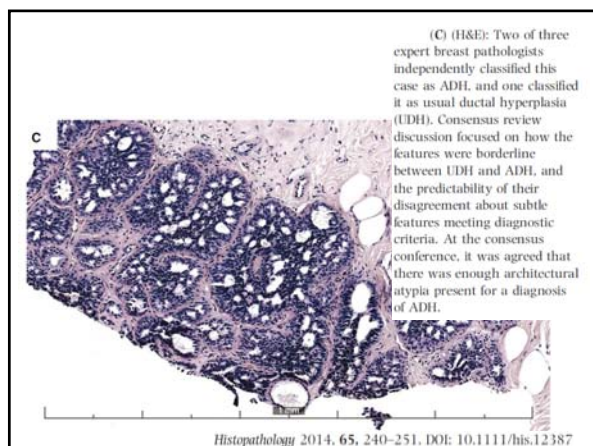 (C) (H&E): Two of three
expert breast pathologists
independently classified this
case as ADH, and one classified
it as usual ductal hyperplasia
(UDH). Consensus review
discussion focused on how the
features were borderline
between UDH and ADH, and
the predictability of their
disagreement about subtle
features meeting diagnostic
criteria. At the consensus
conference, it was agreed that
there was enough architectural
atypia present for a diagnosis
of ADH.
C
Histopathology 2014, 65, 240–251. DOI: 10.1111/his.12387